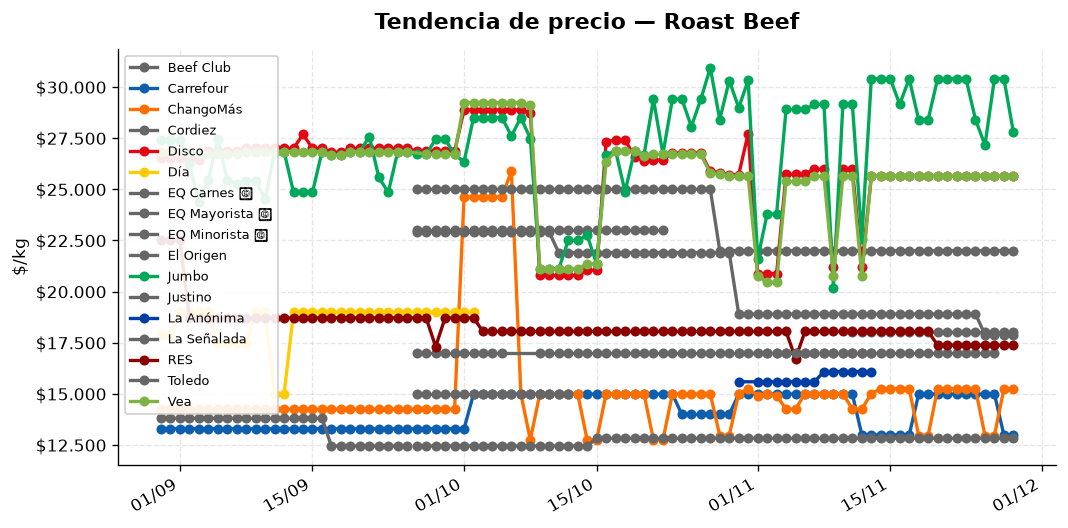 Tendencia de precio — Roast Beef
$/kg
$30.000
$27.500
$25.000
$22.500
$20.000
$17.500
$15.000
$12.500
Beef Club
Carrefour
ChangoMás
Cordiez
Disco
Día
EQ Carnes
EQ Mayorista
EQ Minorista
El Origen
Jumbo
Justino
La Anónima
La Señalada
RES
Toledo
Vea
01/09
15/09
01/10
15/10
01/11
15/11
01/12